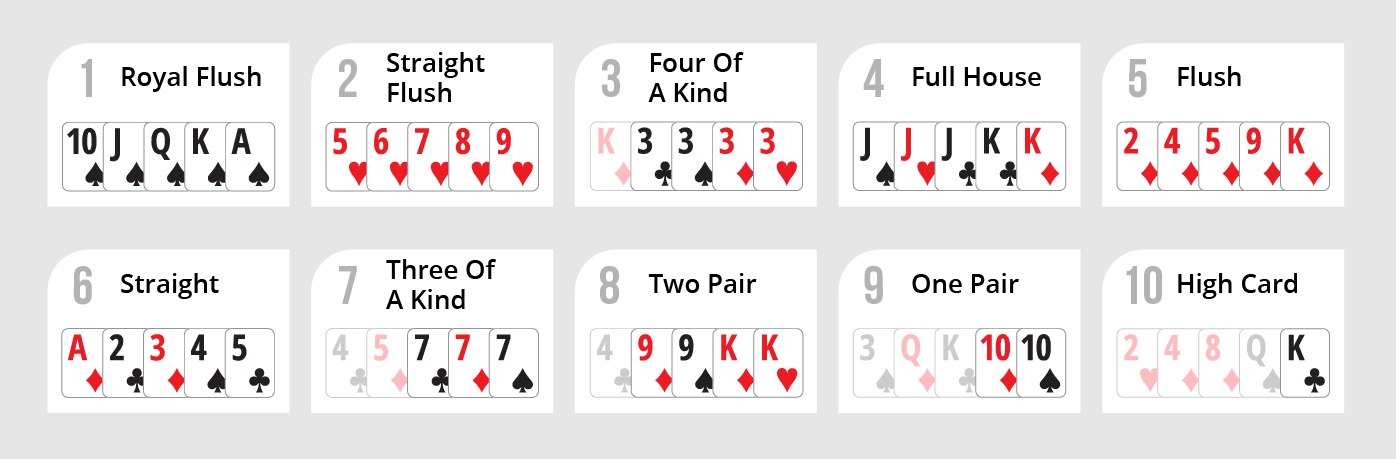 1 Royal Flush
10 J Q K A
2 Straight
Flush
5 6 7 8 9
3 Four Of
A Kind
K 3 3 3 3
4 Full House
J J J K K
5 Flush
2 4 5 9 K
6 Straight
A 2 3 4 5
7 Three Of
A Kind
4 5 7 7 7
8 Two Pair
4 9 9 K K
9 One Pair
3 Q K 10 10
10 High Card
2 4 8 Q K